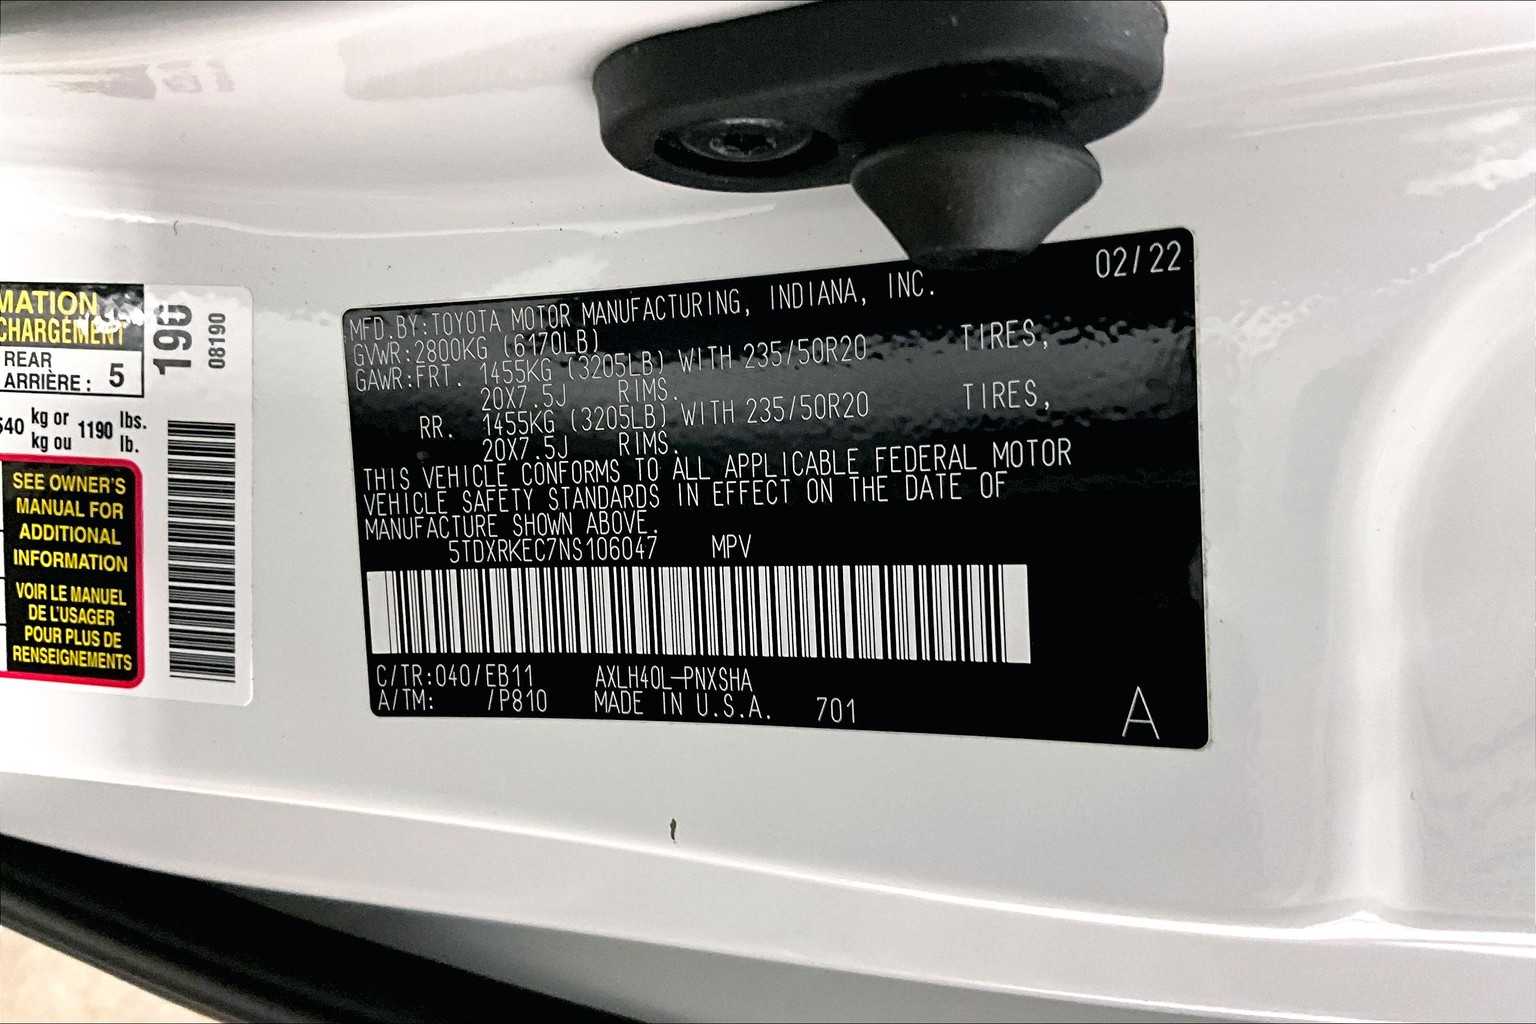 MATION
CHARGEMENT
REAR
ARRIÈRE : 5
540 kg or 1190 lbs.
kg ou lb.
SEE OWNER'S
MANUAL FOR
ADDITIONAL
INFORMATION
VOIR LE MANUEL
DE L'USAGER
POUR PLUS DE
RENSEIGNEMENTS
190
08190
02/22
MFD.BY:TOYOTA MOTOR MANUFACTURING, INDIANA, INC.
GVWR:2800KG (6170LB)
GAWR:FRT. 1455KG (3205LB) WITH 235/50R20 TIRES,
20X7.5J RIMS.
RR. 1455KG (3205LB) WITH 235/50R20 TIRES,
20X7.5J RIMS.
THIS VEHICLE CONFORMS TO ALL APPLICABLE FEDERAL MOTOR
VEHICLE SAFETY STANDARDS IN EFFECT ON THE DATE OF
MANUFACTURE SHOWN ABOVE.
5TDXRKEC7NS106047 MPV
C/TR:040/EB11 AXLH40L-PNXSHA
A/TM: /P810 MADE IN U.S.A. 701
A